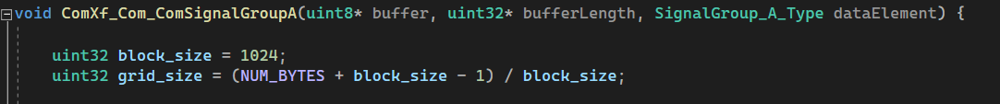 void ComXf_Com_ComSignalGroupA(uint8* buffer, uint32* bufferLength, SignalGroup_A_Type dataElement) {
uint32 block_size = 1024;
uint32 grid_size = (NUM_BYTES + block_size - 1) / block_size;